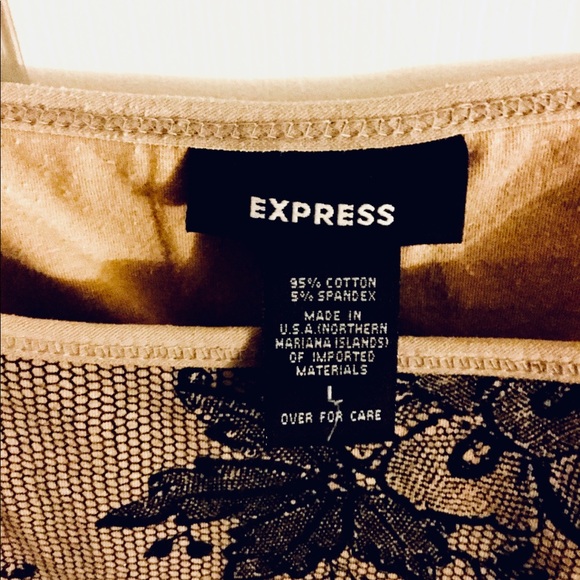 EXPRESS
95% COTTON
5% SPANDEX
MADE IN
U.S.A.(NORTHERN
MARIANA ISLANDS)
OF IMPORTED
MATERIALS
L
OVER FOR CARE